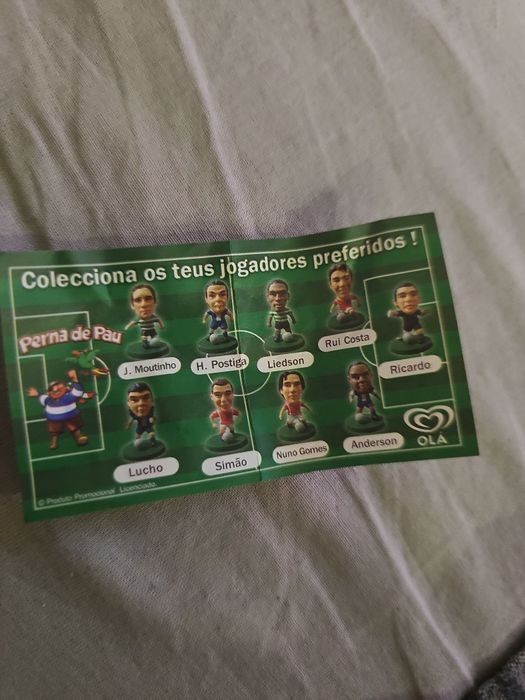 Colecciona os teus jogadores preferidos !
Perna de Pau
J. Moutinho
H. Postiga
Liedson
Rui Costa
Ricardo
Lucho
Simão
Nuno Gomes
Anderson
OLÁ
© Produto Promocional Licenciado.